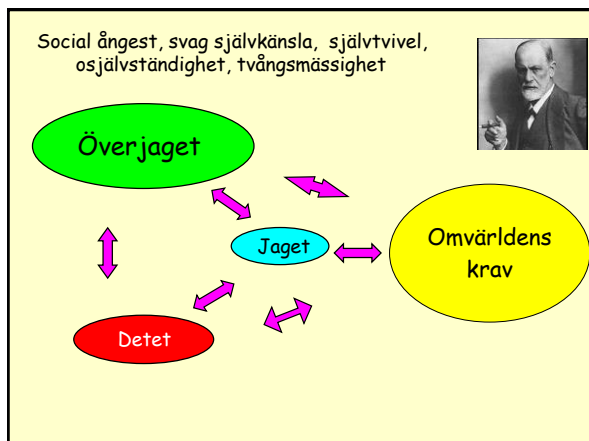 Social ångest, svag självkänsla, självtvivel,
osjälvständighet, tvångsmässighet
Överjaget
Jaget
Omvärldens
krav
Detet